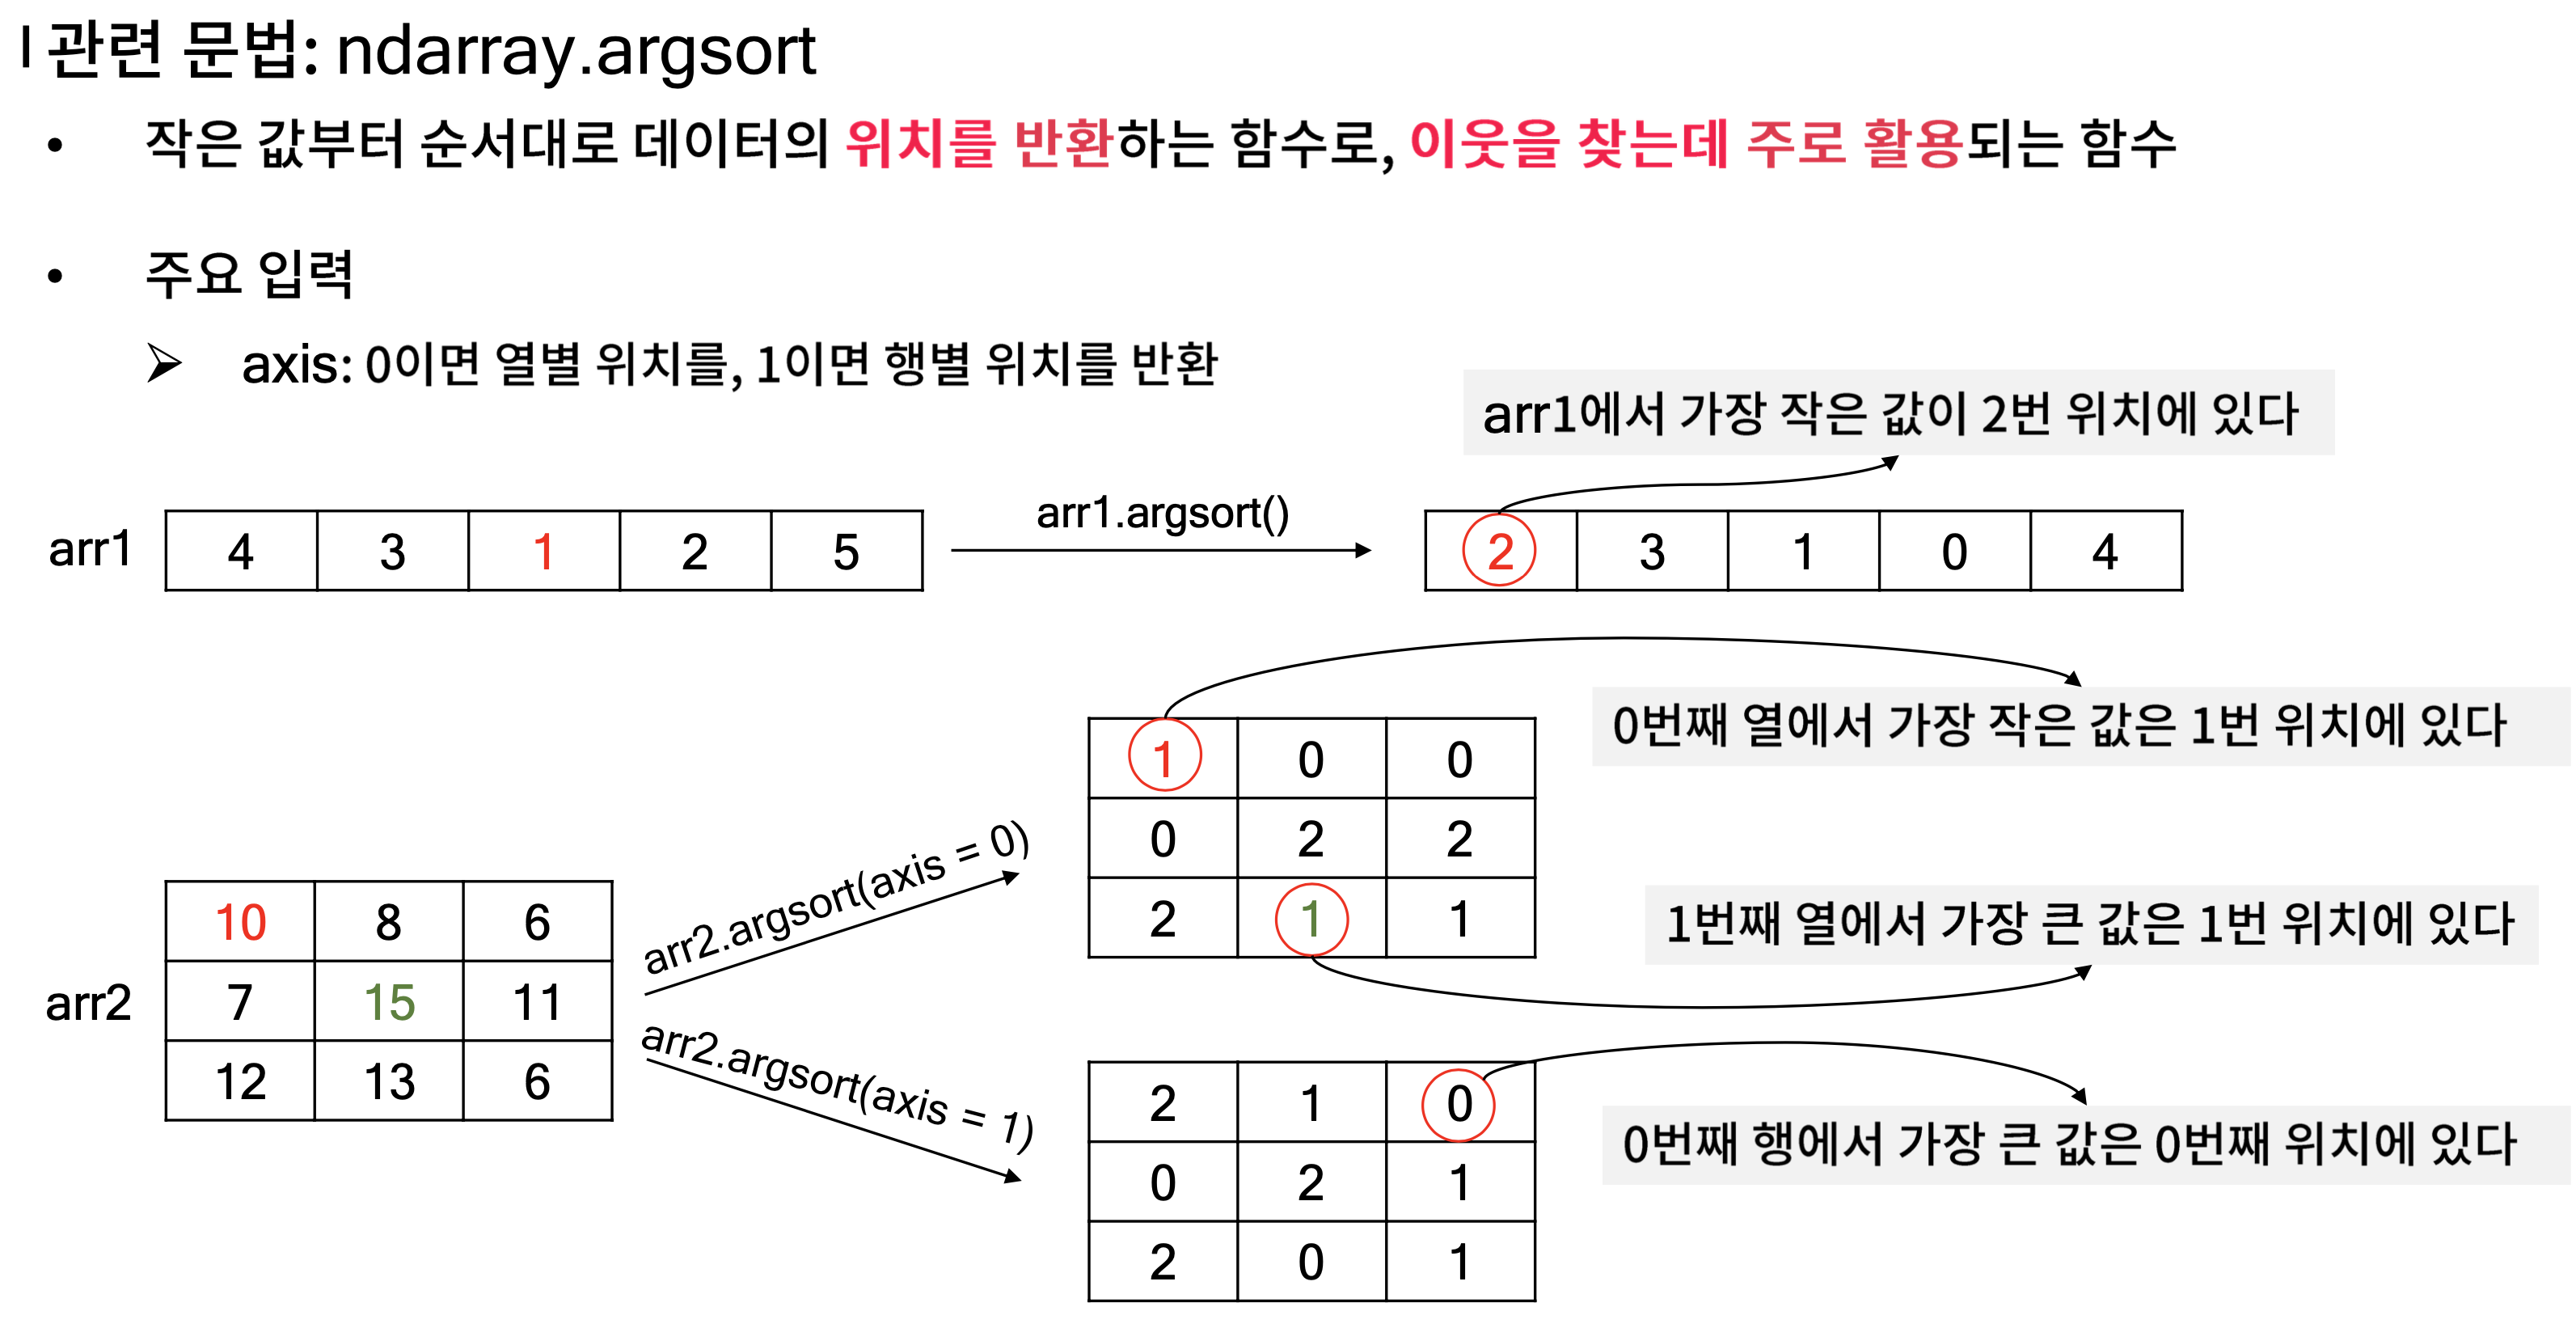 l 관련 문법: ndarray.argsort
• 작은 값부터 순서대로 데이터의 위치를 반환하는 함수로, 이웃을 찾는데 주로 활용되는 함수
• 주요 입력
➢ axis: 0이면 열별 위치를, 1이면 행별 위치를 반환
arr1에서 가장 작은 값이 2번 위치에 있다
arr1 4 3 1 2 5
arr1.argsort()
2 3 1 0 4
0번째 열에서 가장 작은 값은 1번 위치에 있다
arr2.argsort(axis = 0)
1 0 0
0 2 2
2 1 1
1번째 열에서 가장 큰 값은 1번 위치에 있다
arr2
10 8 6
7 15 11
12 13 6
arr2.argsort(axis = 1)
2 1 0
0 2 1
2 0 1
0번째 행에서 가장 큰 값은 0번째 위치에 있다